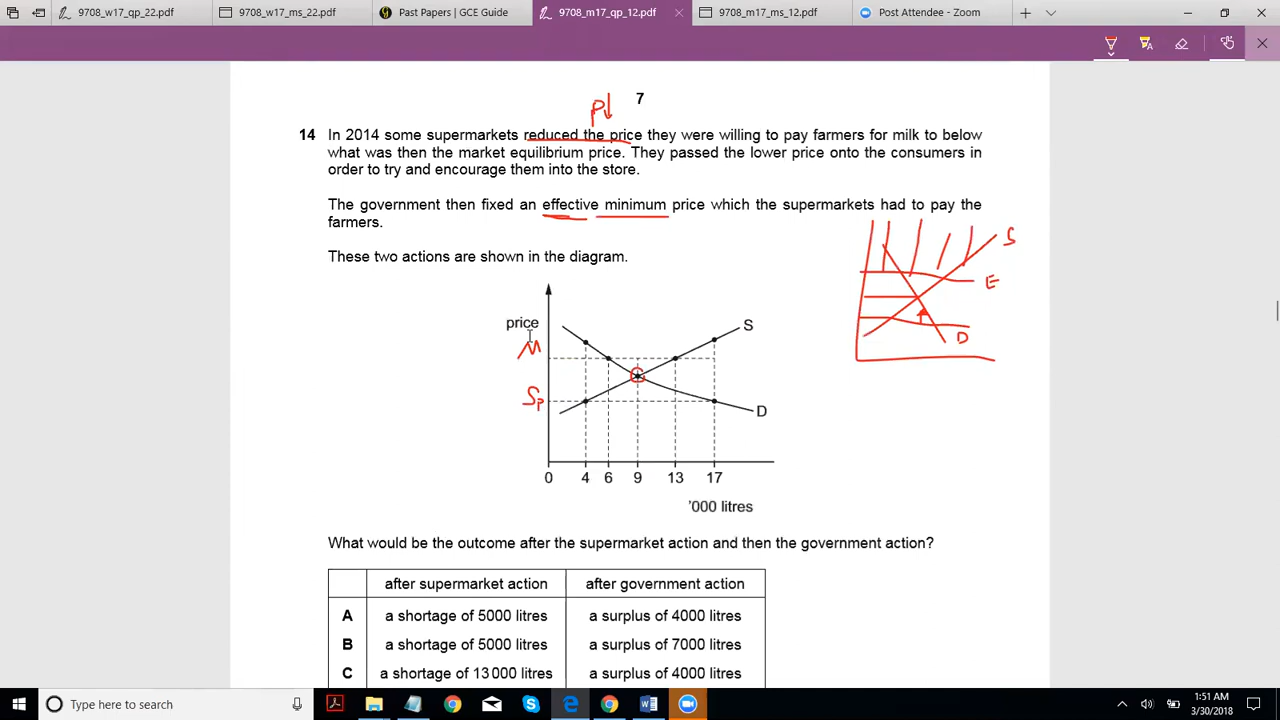 9708_w17_qp_22.pdf
9708_w17_ms_22.pdf
Past Papers | GCE Guide
9708_m17_qp_12.pdf
9708_m17_ms_12.pdf
Post Attendee - Zoom
7
P↓
14 In 2014 some supermarkets reduced the price they were willing to pay farmers for milk to below
what was then the market equilibrium price. They passed the lower price onto the consumers in
order to try and encourage them into the store.
The government then fixed an effective minimum price which the supermarkets had to pay the
farmers.
These two actions are shown in the diagram.
S
E
D
price
M
Sp
S
D
0 4 6 9 13 17
'000 litres
What would be the outcome after the supermarket action and then the government action?
after supermarket action after government action
A a shortage of 5000 litres a surplus of 4000 litres
B a shortage of 5000 litres a surplus of 7000 litres
C a shortage of 13 000 litres a surplus of 4000 litres
Type here to search
1:51 AM
3/30/2018